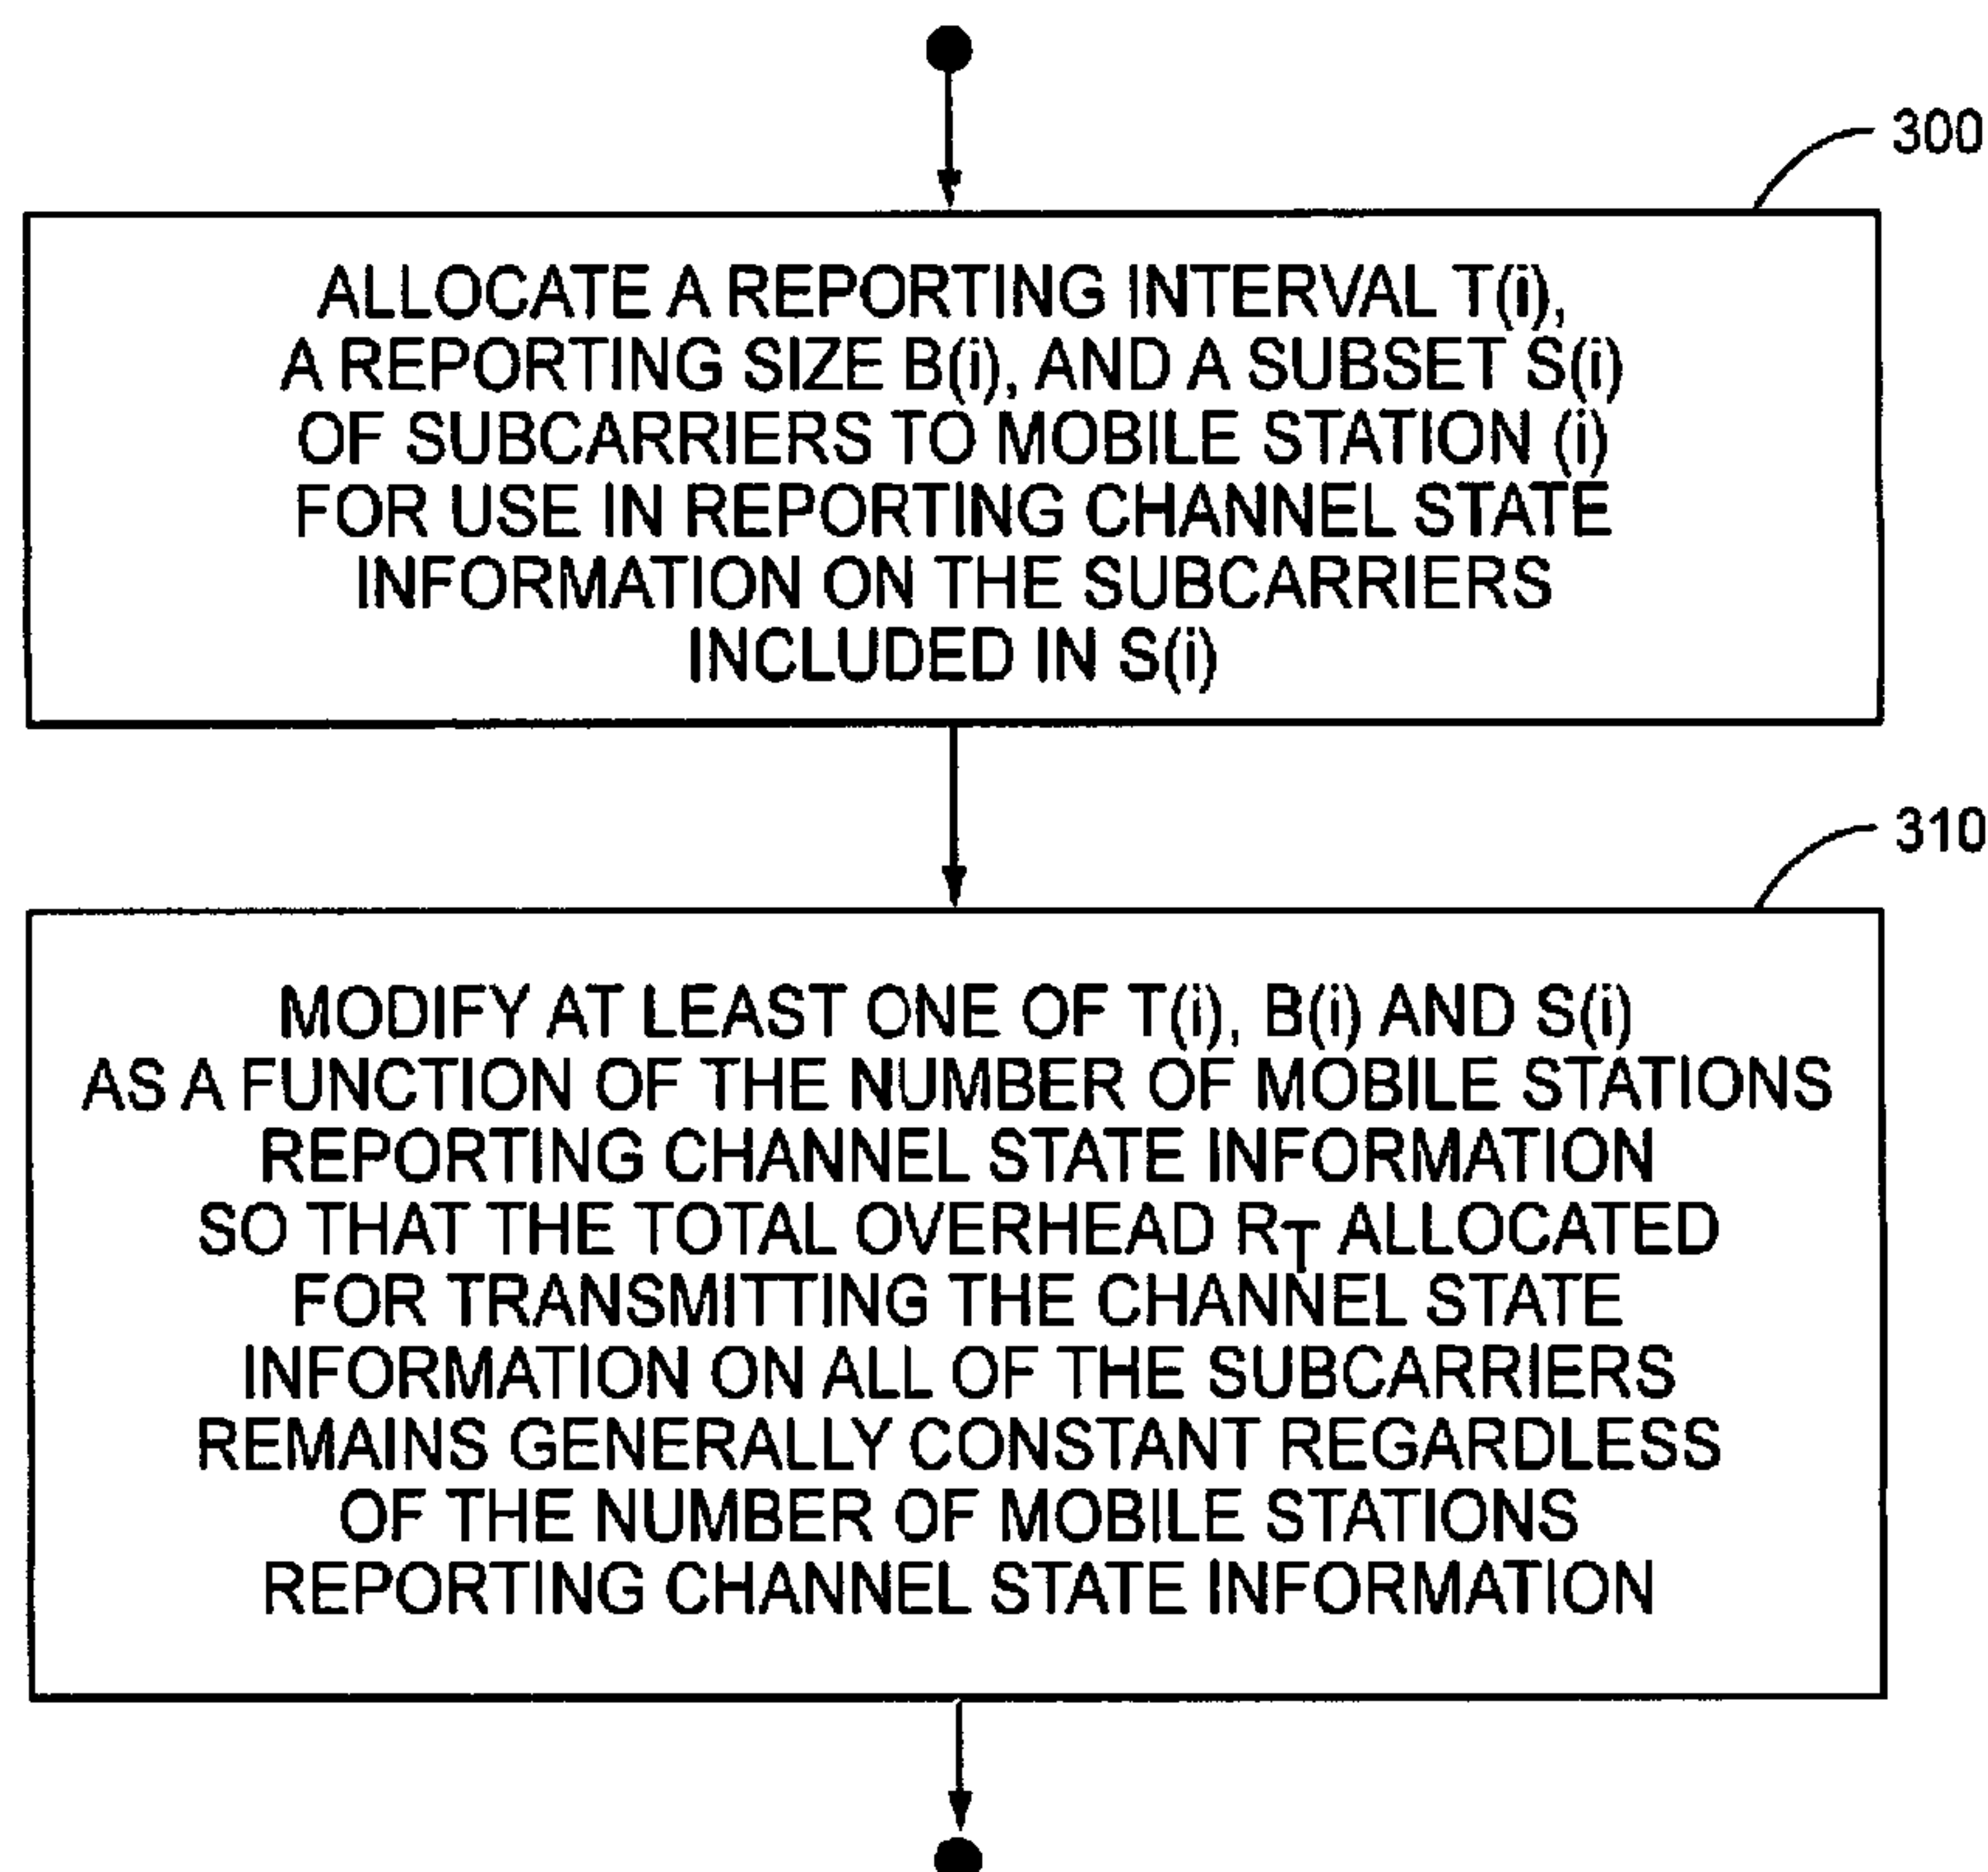 300
ALLOCATE A REPORTING INTERVAL T(i),
A REPORTING SIZE B(i), AND A SUBSET S(i)
OF SUBCARRIERS TO MOBILE STATION (i)
FOR USE IN REPORTING CHANNEL STATE
INFORMATION ON THE SUBCARRIERS
INCLUDED IN S(i)
310
MODIFY AT LEAST ONE OF T(i), B(i) AND S(i)
AS A FUNCTION OF THE NUMBER OF MOBILE STATIONS
REPORTING CHANNEL STATE INFORMATION
SO THAT THE TOTAL OVERHEAD RT ALLOCATED
FOR TRANSMITTING THE CHANNEL STATE
INFORMATION ON ALL OF THE SUBCARRIERS
REMAINS GENERALLY CONSTANT REGARDLESS
OF THE NUMBER OF MOBILE STATIONS
REPORTING CHANNEL STATE INFORMATION